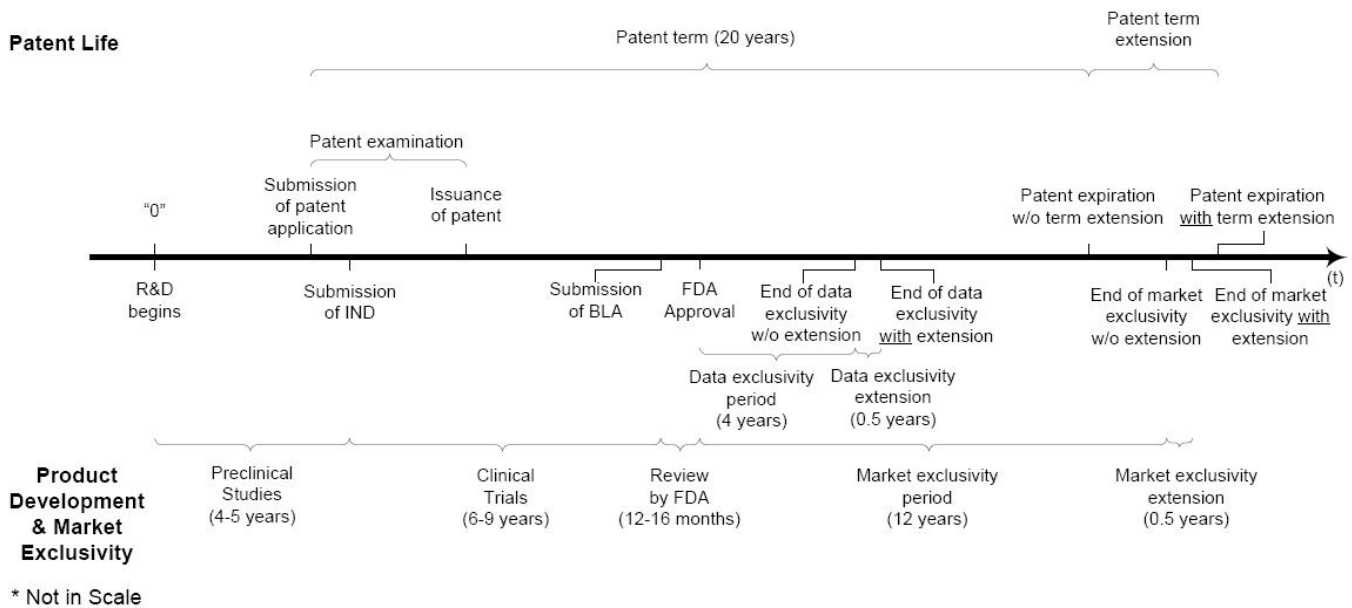 Patent Life
Patent term (20 years)
Patent term
extension
Patent examination
"0"
Submission
of patent
application
Issuance
of patent
Patent expiration
w/o term extension
Patent expiration
with term extension
(t)
R&D
begins
Submission
of IND
Submission
of BLA
FDA
Approval
End of data
exclusivity
w/o extension
End of data
exclusivity
with extension
End of market
exclusivity
w/o extension
End of market
exclusivity with
extension
Data exclusivity
period
(4 years)
Data exclusivity
extension
(0.5 years)
Product
Development
& Market
Exclusivity
Preclinical
Studies
(4-5 years)
Clinical
Trials
(6-9 years)
Review
by FDA
(12-16 months)
Market exclusivity
period
(12 years)
Market exclusivity
extension
(0.5 years)
* Not in Scale